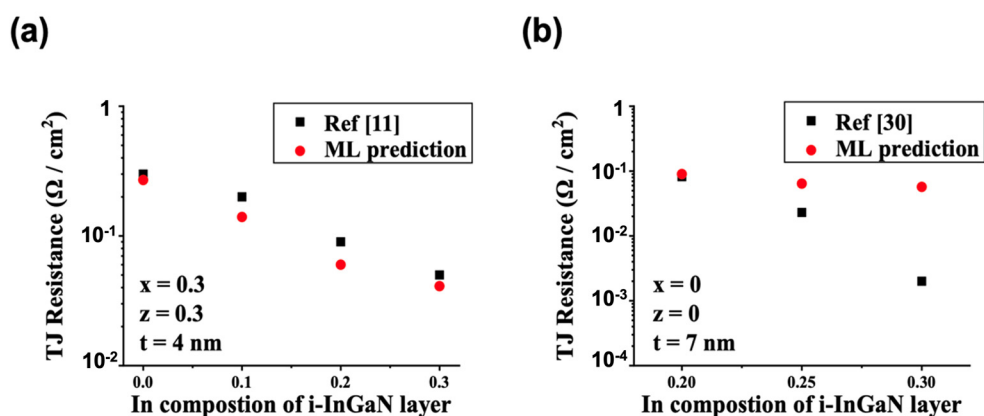 (a)
TJ Resistance (Ω / cm²)
1
10⁻¹
10⁻²
Ref [11]
ML prediction
x = 0.3
z = 0.3
t = 4 nm
0.0 0.1 0.2 0.3
In compostion of i-InGaN layer
(b)
TJ Resistance (Ω / cm²)
1
10⁻¹
10⁻²
10⁻³
10⁻⁴
Ref [30]
ML prediction
x = 0
z = 0
t = 7 nm
0.20 0.25 0.30
In compostion of i-InGaN layer